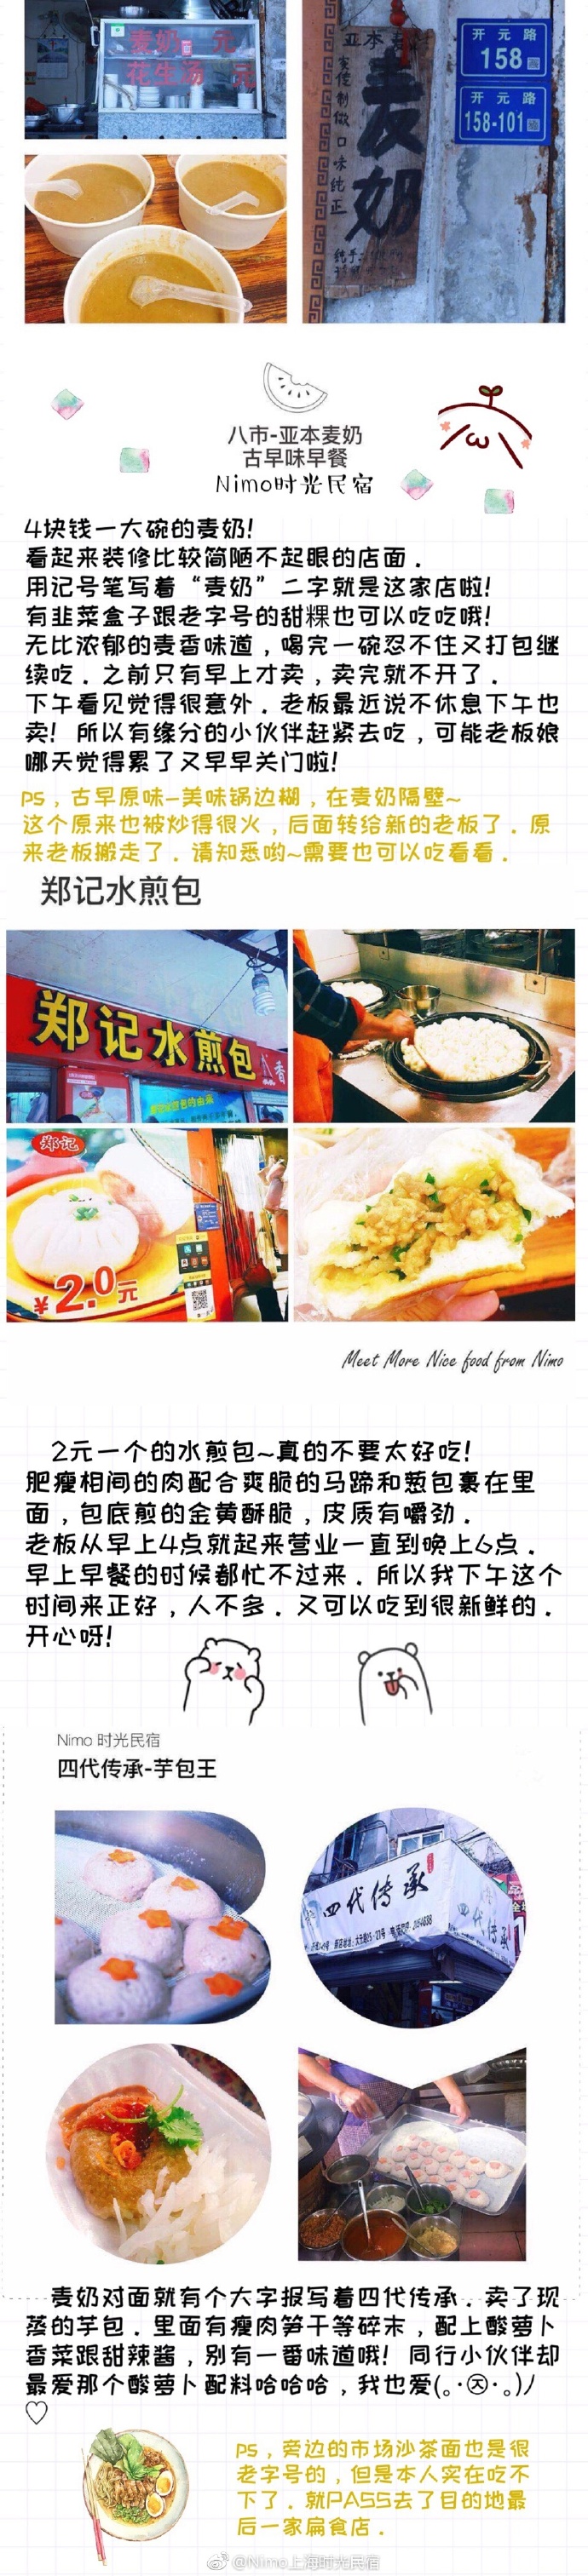 麦奶 元
花生汤 元
亚本
家传制做 口味纯正
麦奶
开元路
158
开元路
158-101
八市-亚本麦奶
古早味早餐
Nimo时光民宿
4块钱一大碗的麦奶!
看起来装修比较简陋不起眼的店面.
用记号笔写着“麦奶”二字就是这家店啦!
有韭菜盒子跟老字号的甜粿也可以吃吃哦!
无比浓郁的麦香味道,喝完一碗忍不住又打包继
续吃.之前只有早上才卖,卖完就不开了.
下午看见觉得很意外.老板最近说不休息下午也
卖!所以有缘分的小伙伴赶紧去吃,可能老板娘
哪天觉得累了又早早关门啦!
PS,古早原味-美味锅边糊,在麦奶隔壁~
这个原来也被炒得很火,后面转给新的老板了.原
来老板搬走了.请知悉哟~需要也可以吃看看.
郑记水煎包
郑记水煎包
郑记
¥2.0元
Meet More Nice food from Nimo
2元一个的水煎包~真的不要太好吃!
肥瘦相间的肉配合爽脆的马蹄和葱包裹在里
面,包底煎的金黄酥脆,皮质有嚼劲.
老板从早上4点就起来营业一直到晚上6点.
早上早餐的时候都忙不过来.所以我下午这个
时间来正好,人不多.又可以吃到很新鲜的.
开心呀!
Nimo 时光民宿
四代传承-芋包王
四代传承
四代传承
麦奶对面就有个大字报写着四代传承.卖了现
蒸的芋包.里面有瘦肉笋干等碎末,配上酸萝卜
香菜跟甜辣酱,别有一番味道哦!同行小伙伴却
最爱那个酸萝卜配料哈哈哈,我也爱(｡･㉨･｡)ﾉ
♡
PS,旁边的市场沙茶面也是很
老字号的,但是本人实在吃不
下了.就PASS去了目的地最
后一家扁食店.
@Nimo上海时光民宿